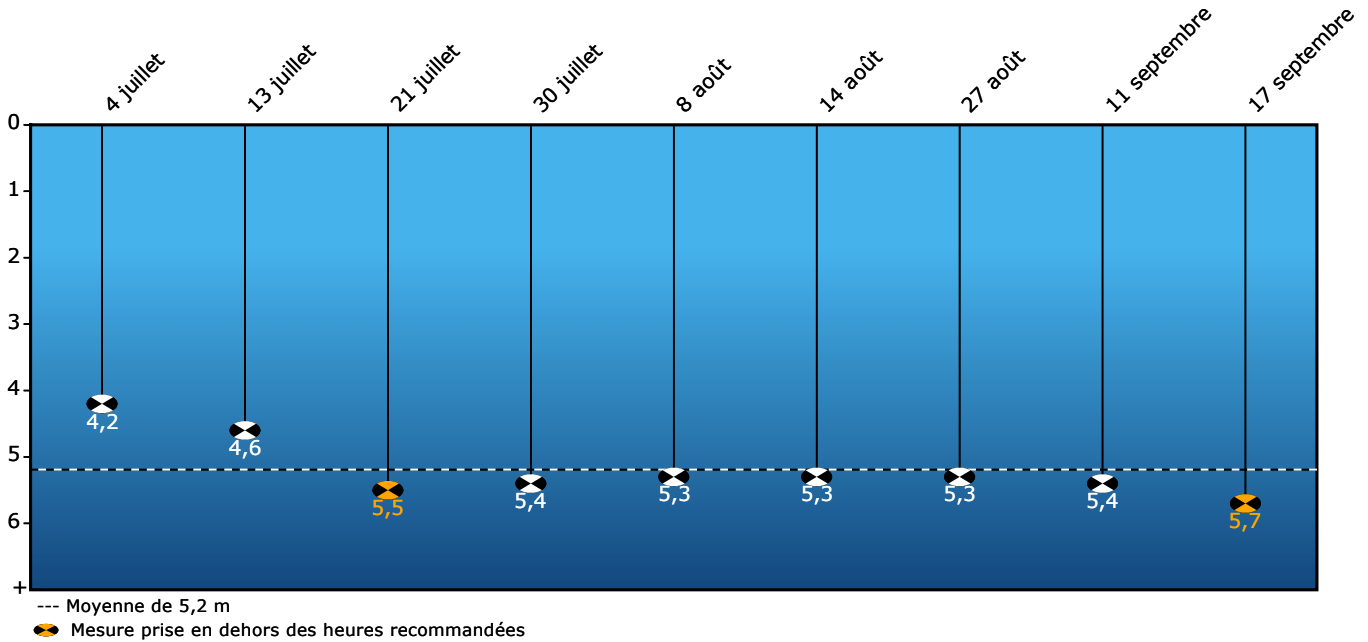 4 juillet
13 juillet
21 juillet
30 juillet
8 août
14 août
27 août
11 septembre
17 septembre
0
1
2
3
4
5
6
+
4,2
4,6
5,5
5,4
5,3
5,3
5,3
5,4
5,7
--- Moyenne de 5,2 m
Mesure prise en dehors des heures recommandées